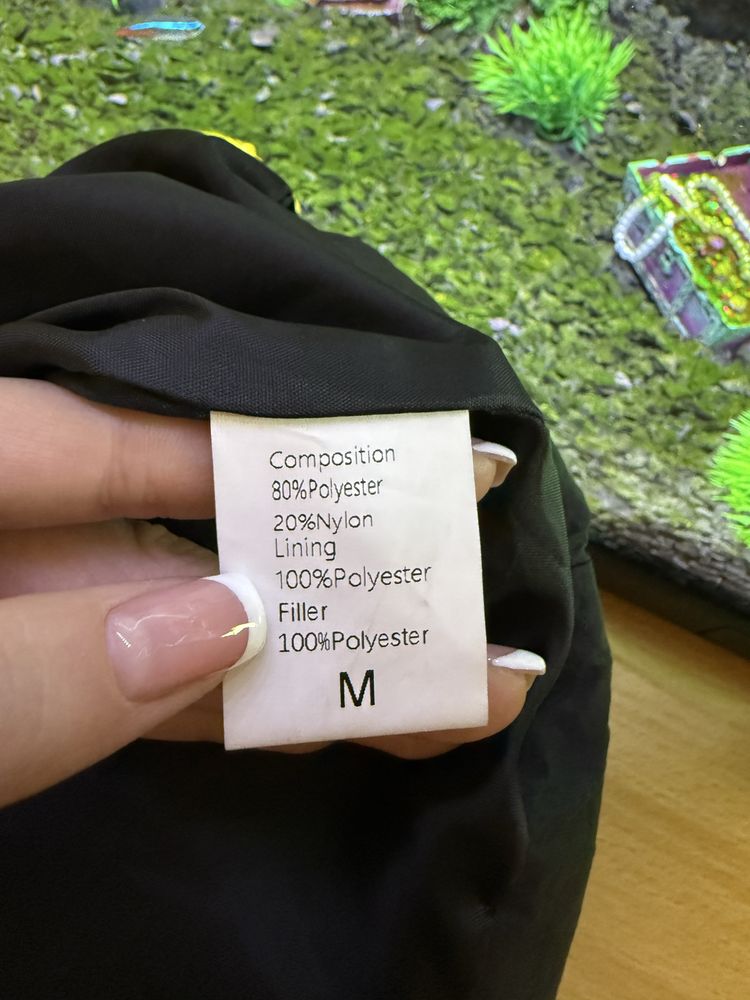 Composition
80%Polyester
20%Nylon
Lining
100%Polyester
Filler
100%Polyester
M